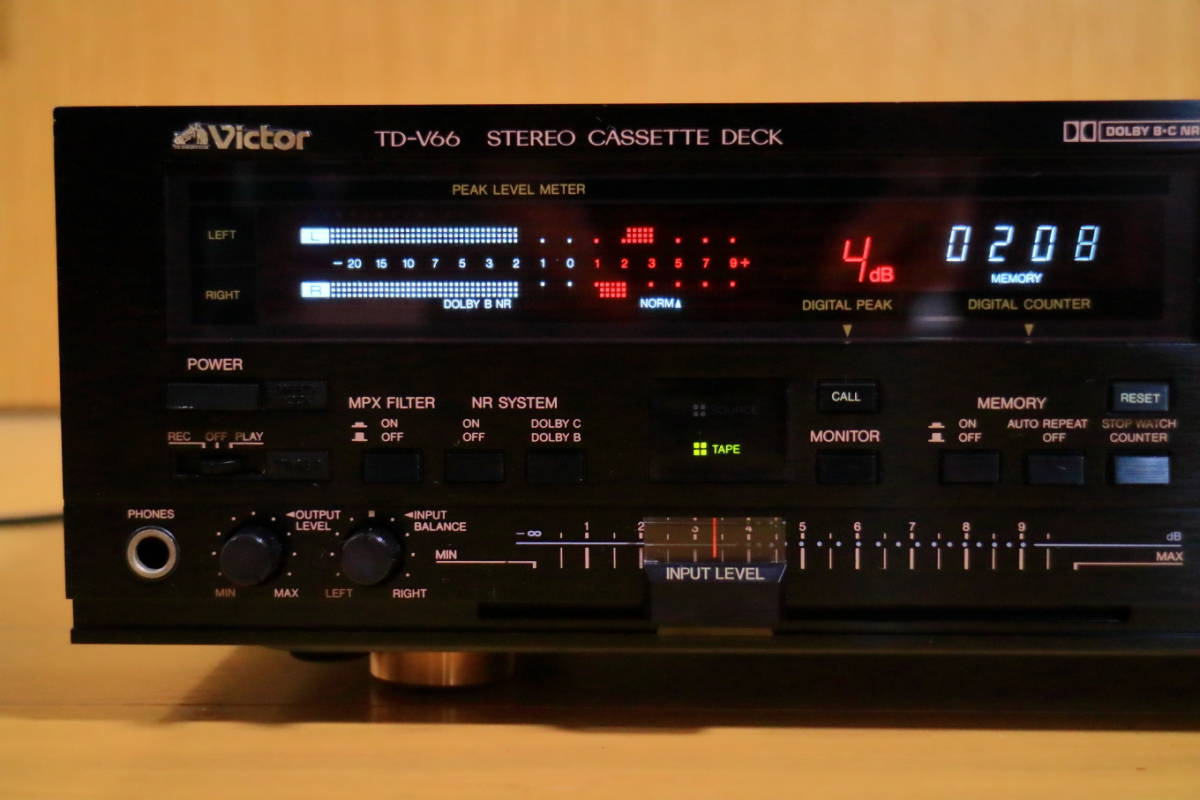 Victor TD-V66 STEREO CASSETTE DECK DOLBY B·C NR
PEAK LEVEL METER
LEFT L
-20 15 10 7 5 3 2 1 0 1 2 3 5 7 9+
RIGHT R
DOLBY B NR NORM▲
4dB
DIGITAL PEAK
0208
MEMORY
DIGITAL COUNTER
POWER
REC OFF PLAY
MPX FILTER
ON
OFF
NR SYSTEM
ON
OFF
DOLBY C
DOLBY B
SOURCE
TAPE
CALL
MONITOR
MEMORY
ON
OFF
AUTO REPEAT
OFF
RESET
STOP WATCH
COUNTER
PHONES
◄OUTPUT
LEVEL
MIN MAX
◄INPUT
BALANCE
LEFT RIGHT
-∞ 1 2 3 4 5 6 7 8 9 dB
MIN MAX
INPUT LEVEL